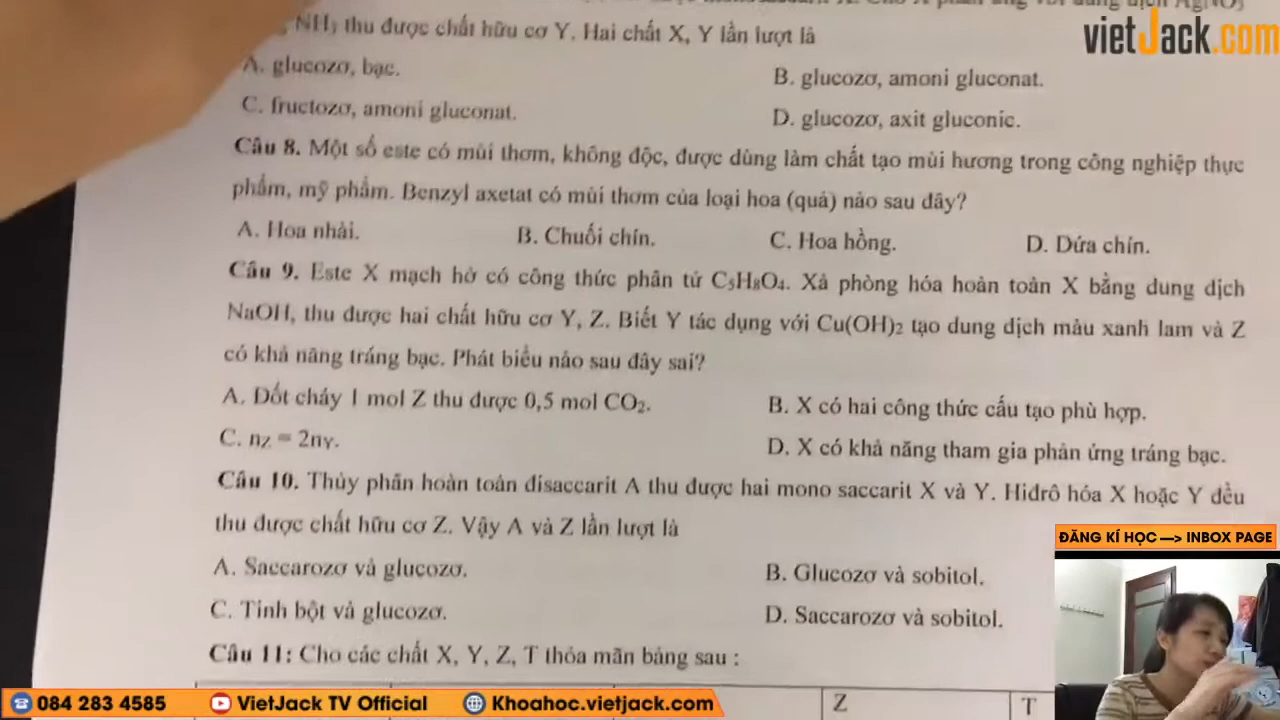 NH₃ thu được chất hữu cơ Y. Hai chất X, Y lần lượt là
A. glucozơ, bạc.
B. glucozơ, amoni gluconat.
C. fructozơ, amoni gluconat.
D. glucozơ, axit gluconic.
Câu 8. Một số este có mùi thơm, không độc, được dùng làm chất tạo mùi hương trong công nghiệp thực
phẩm, mỹ phẩm. Benzyl axetat có mùi thơm của loại hoa (quả) nào sau đây?
A. Hoa nhài.
B. Chuối chín.
C. Hoa hồng.
D. Dứa chín.
Câu 9. Este X mạch hở có công thức phân tử C₅H₈O₄. Xà phòng hóa hoàn toàn X bằng dung dịch
NaOH, thu được hai chất hữu cơ Y, Z. Biết Y tác dụng với Cu(OH)₂ tạo dung dịch màu xanh lam và Z
có khả năng tráng bạc. Phát biểu nào sau đây sai?
A. Đốt cháy 1 mol Z thu được 0,5 mol CO₂.
B. X có hai công thức cấu tạo phù hợp.
C. nZ = 2nY.
D. X có khả năng tham gia phản ứng tráng bạc.
Câu 10. Thủy phân hoàn toàn đisaccarit A thu được hai mono saccarit X và Y. Hiđrô hóa X hoặc Y đều
thu được chất hữu cơ Z. Vậy A và Z lần lượt là
A. Saccarozơ và glucozơ.
B. Glucozơ và sobitol.
C. Tinh bột và glucozơ.
D. Saccarozơ và sobitol.
Câu 11: Cho các chất X, Y, Z, T thỏa mãn bảng sau :
Z
T
vietJack.com
ĐĂNG KÍ HỌC —> INBOX PAGE
084 283 4585
VietJack TV Official
Khoahoc.vietjack.com